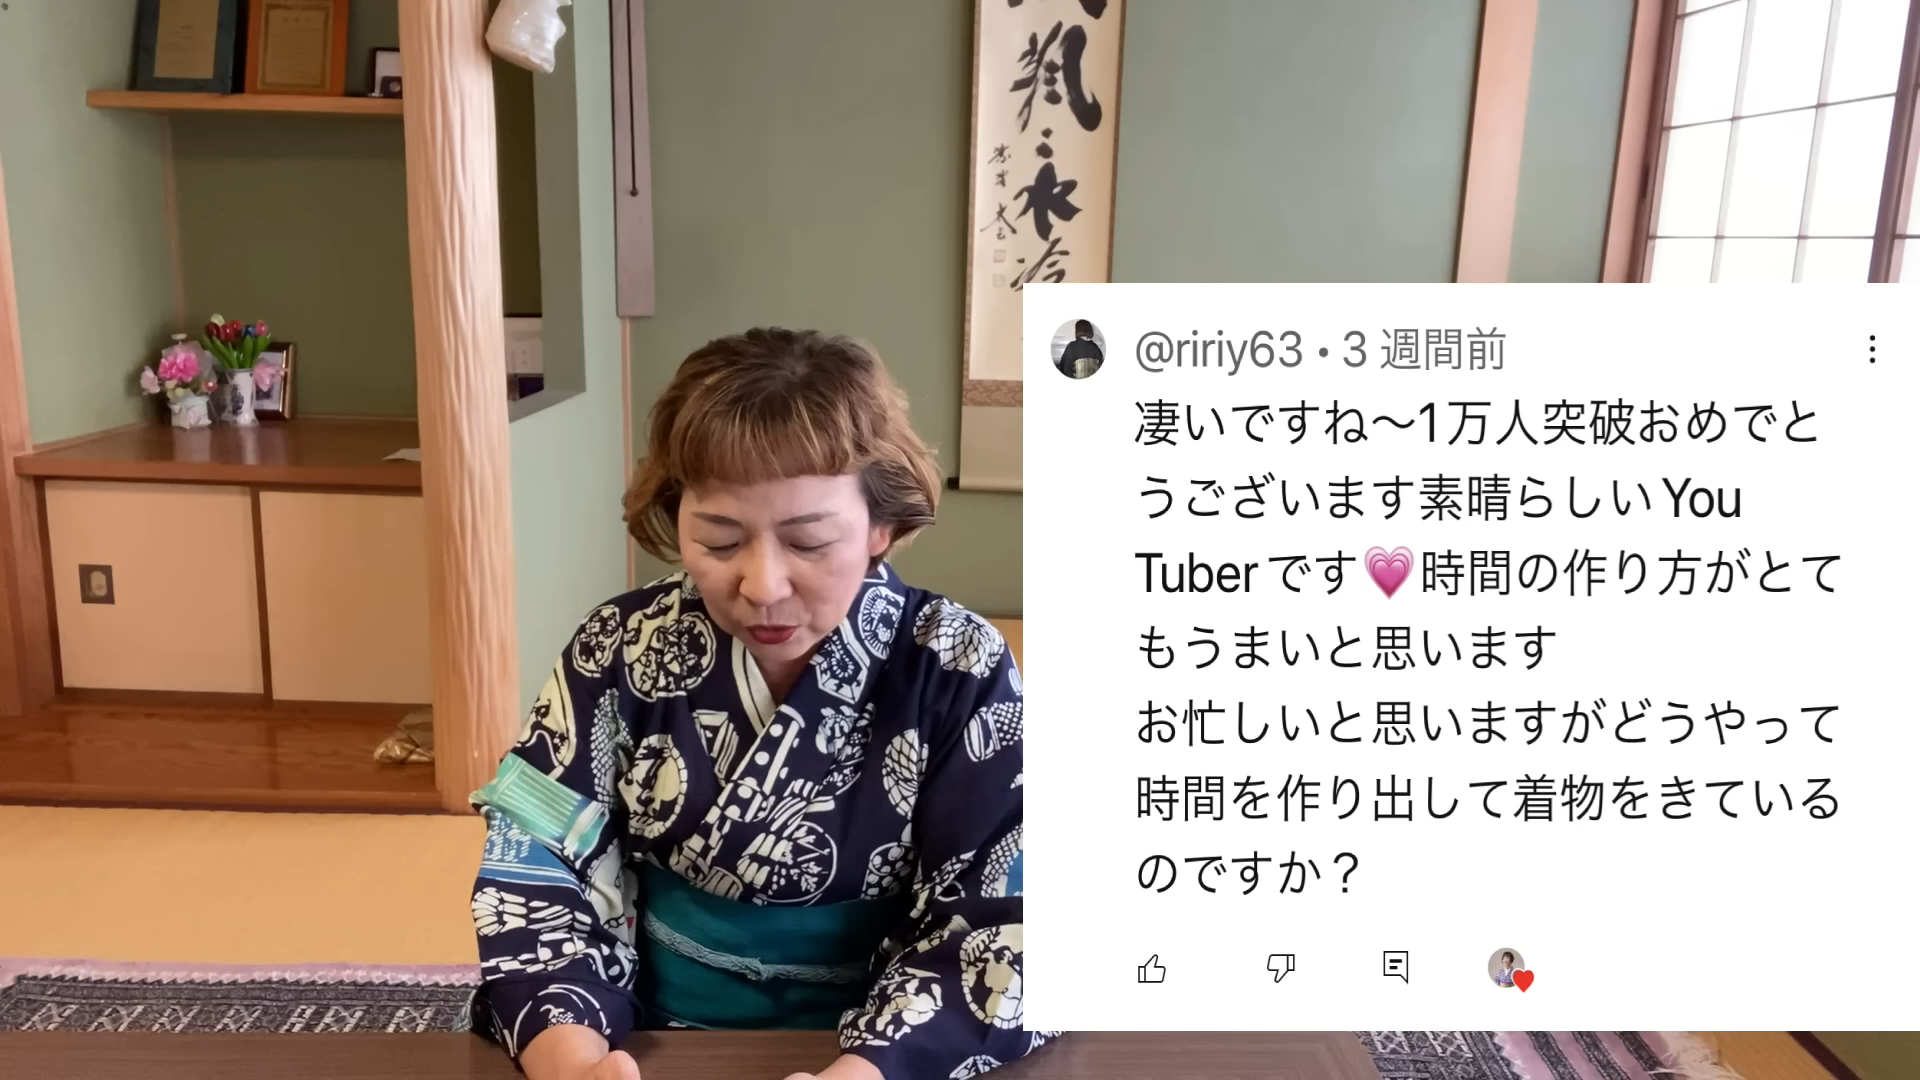 @ririy63・3 週間前
凄いですね〜1万人突破おめでと
うございます素晴らしいYou
Tuberです💗時間の作り方がとて
もうまいと思います
お忙しいと思いますがどうやって
時間を作り出して着物をきている
のですか？